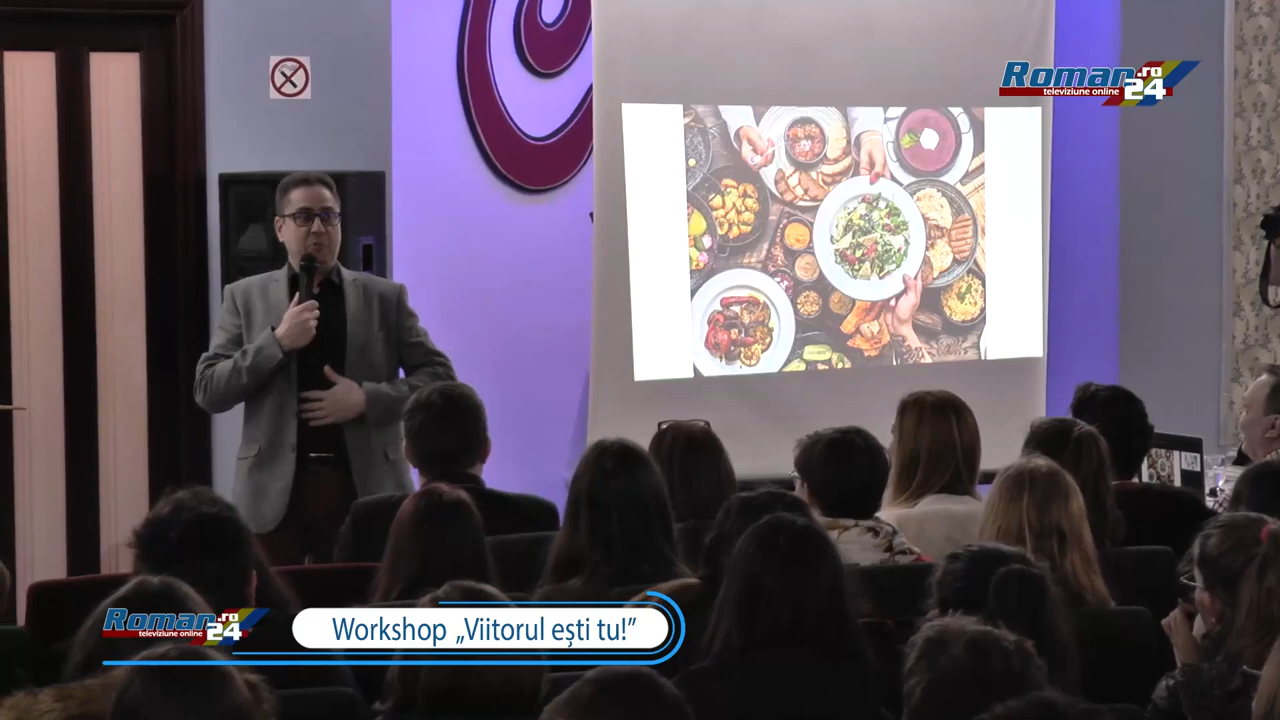 Roman.ro
televiziune online 24
Roman.ro
televiziune online 24
Workshop „Viitorul ești tu!”